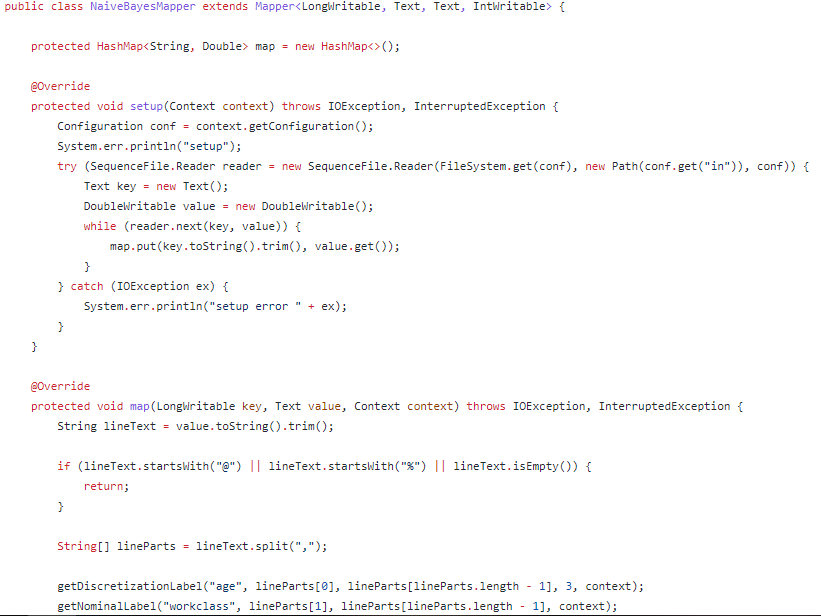 public class NaiveBayesMapper extends Mapper<LongWritable, Text, Text, IntWritable> {
protected HashMap<String, Double> map = new HashMap<>();
@Override
protected void setup(Context context) throws IOException, InterruptedException {
Configuration conf = context.getConfiguration();
System.err.println("setup");
try (SequenceFile.Reader reader = new SequenceFile.Reader(FileSystem.get(conf), new Path(conf.get("in")), conf)) {
Text key = new Text();
DoubleWritable value = new DoubleWritable();
while (reader.next(key, value)) {
map.put(key.toString().trim(), value.get());
}
} catch (IOException ex) {
System.err.println("setup error " + ex);
}
}
@Override
protected void map(LongWritable key, Text value, Context context) throws IOException, InterruptedException {
String lineText = value.toString().trim();
if (lineText.startsWith("@") || lineText.startsWith("%") || lineText.isEmpty()) {
return;
}
String[] lineParts = lineText.split(",");
getDiscretizationLabel("age", lineParts[0], lineParts[lineParts.length - 1], 3, context);
getNominalLabel("workclass", lineParts[1], lineParts[lineParts.length - 1], context);